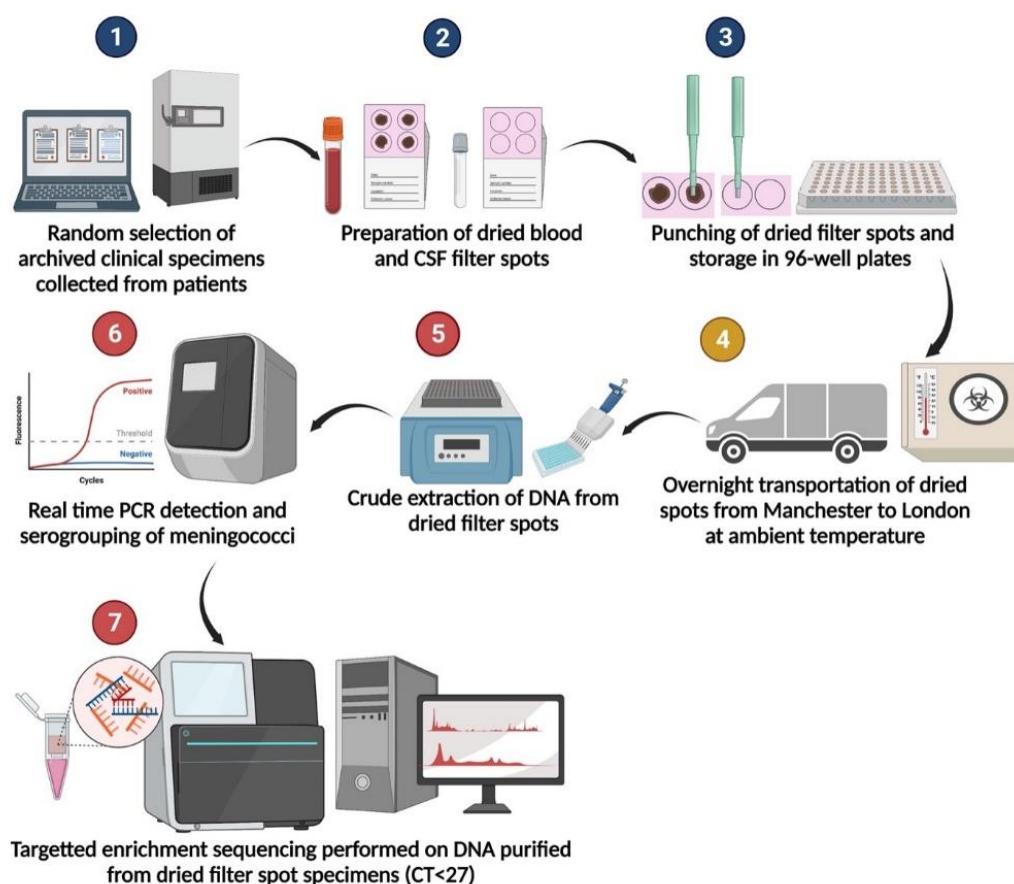 1
2
3
Random selection of
archived clinical specimens
collected from patients
Preparation of dried blood
and CSF filter spots
Punching of dried filter spots and
storage in 96-well plates
6
5
4
Positive
Threshold
Negative
Fluorescence
Cycles
°F
°C
Real time PCR detection and
serogrouping of meningococci
Crude extraction of DNA from
dried filter spots
Overnight transportation of dried
spots from Manchester to London
at ambient temperature
7
Targetted enrichment sequencing performed on DNA purified
from dried filter spot specimens (CT<27)